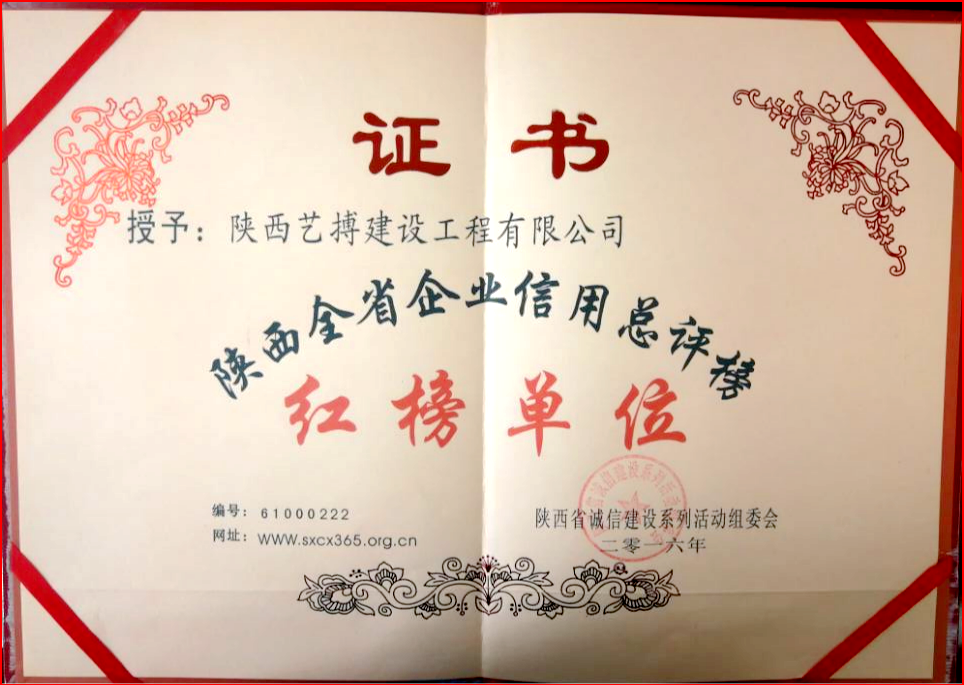 证书
授予：陕西艺搏建设工程有限公司
陕西全省企业信用总评榜
红榜单位
编号：61000222
网址：www.sxcx365.org.cn
陕西省诚信建设系列活动组委会
二零一六年